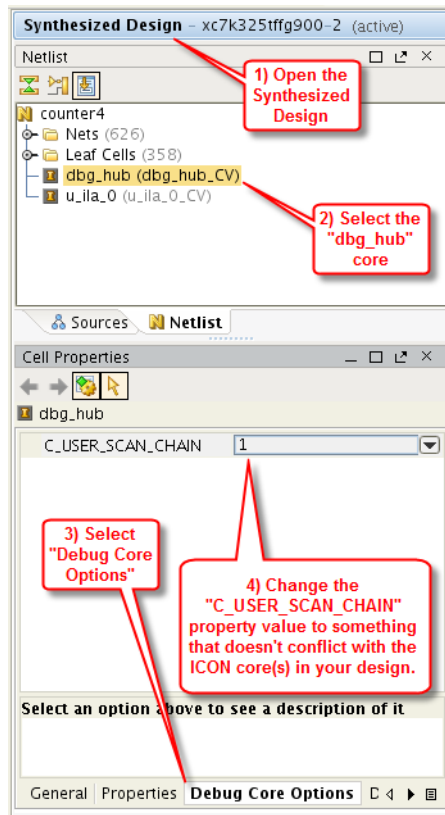 Synthesized Design - xc7k325tffg900-2 (active)
Netlist
1) Open the
Synthesized
Design
counter4
Nets (626)
Leaf Cells (358)
dbg_hub (dbg_hub_CV)
u_ila_0 (u_ila_0_CV)
2) Select the
"dbg_hub"
core
Sources Netlist
Cell Properties
dbg_hub
C_USER_SCAN_CHAIN 1
3) Select
"Debug Core
Options"
4) Change the
"C_USER_SCAN_CHAIN"
property value to something
that doesn't conflict with the
ICON core(s) in your design.
Select an option above to see a description of it
General Properties Debug Core Options D